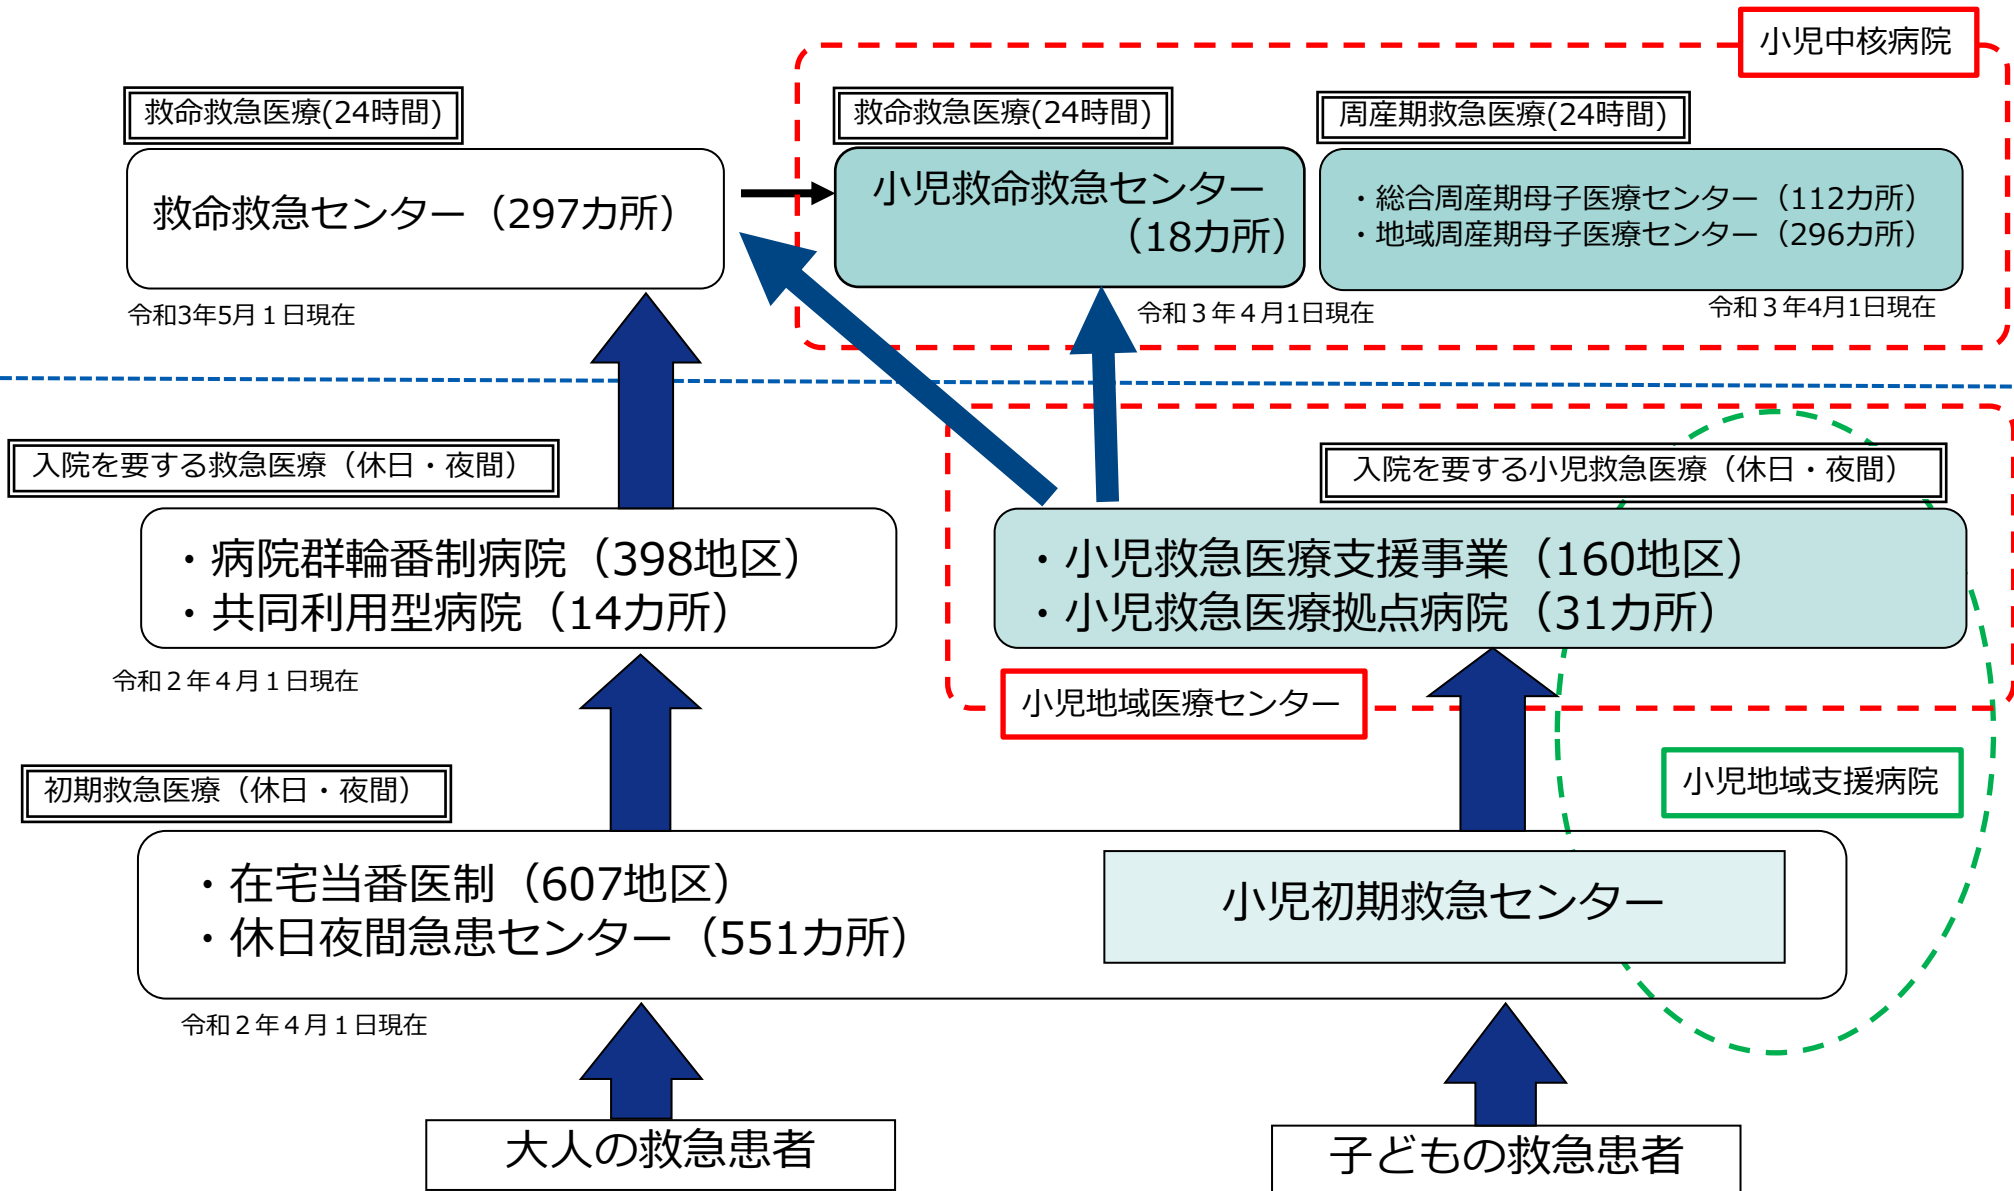 小児中核病院
救命救急医療(24時間)
救命救急医療(24時間)
周産期救急医療(24時間)
救命救急センター（297カ所）
小児救命救急センター
（18カ所）
・総合周産期母子医療センター（112カ所）
・地域周産期母子医療センター（296カ所）
令和3年5月１日現在
令和３年４月1日現在
令和３年4月1日現在
入院を要する救急医療（休日・夜間）
入院を要する小児救急医療（休日・夜間）
・病院群輪番制病院（398地区）
・共同利用型病院（14カ所）
・小児救急医療支援事業（160地区）
・小児救急医療拠点病院（31カ所）
令和２年４月１日現在
小児地域医療センター
小児地域支援病院
初期救急医療（休日・夜間）
・在宅当番医制（607地区）
・休日夜間急患センター（551カ所）
小児初期救急センター
令和２年４月１日現在
大人の救急患者
子どもの救急患者